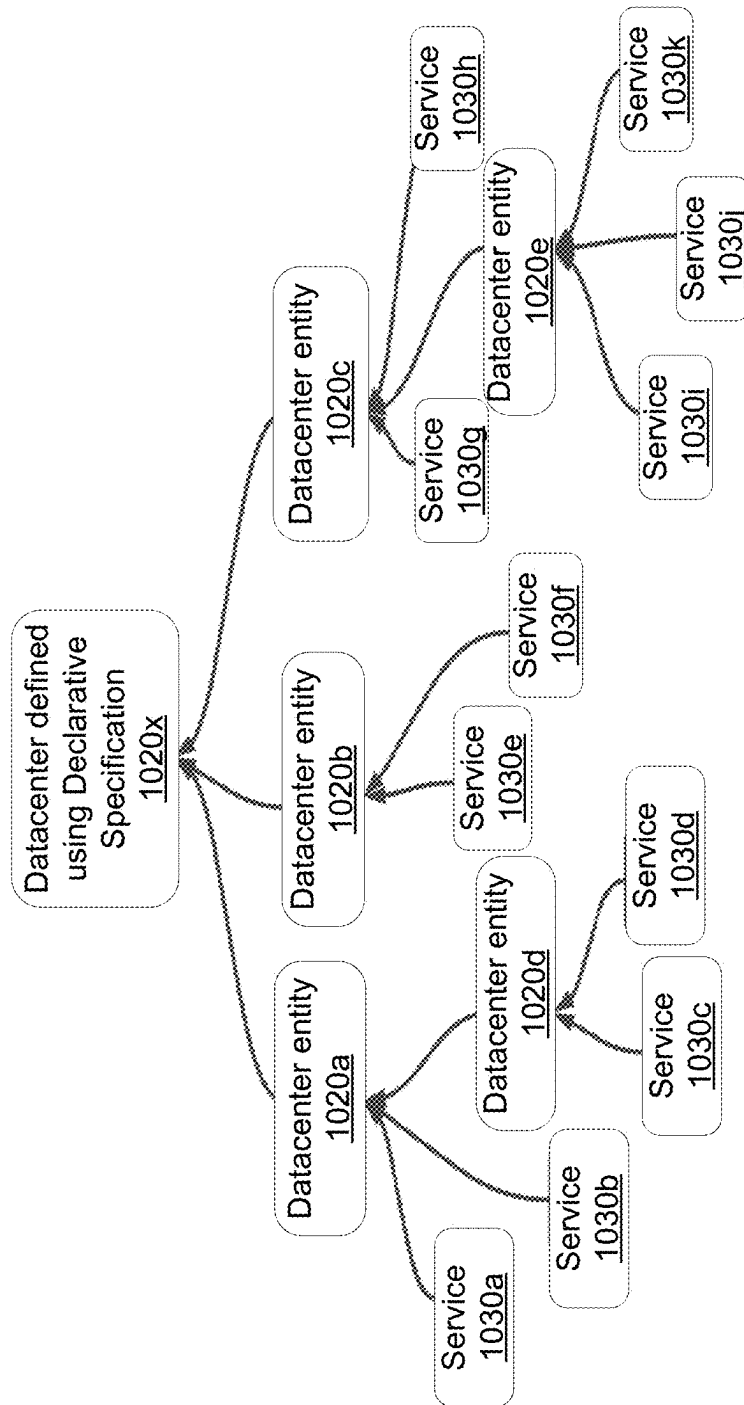 Datacenter defined
using Declarative
Specification
1020x
Datacenter entity
1020a
Datacenter entity
1020b
Datacenter entity
1020c
Service
1030a
Service
1030b
Datacenter entity
1020d
Service
1030e
Service
1030f
Service
1030g
Datacenter entity
1020e
Service
1030h
Service
1030c
Service
1030d
Service
1030i
Service
1030j
Service
1030k